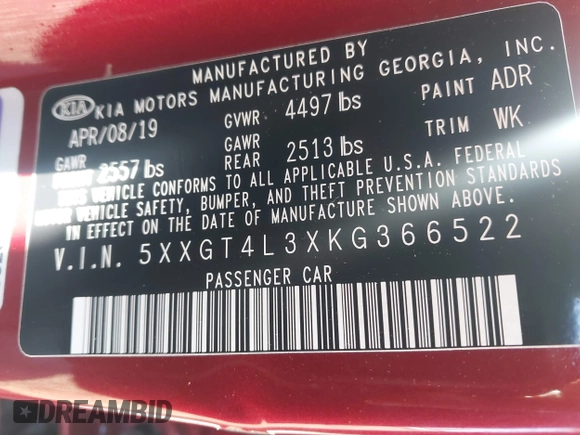 MANUFACTURED BY
KIA KIA MOTORS MANUFACTURING GEORGIA, INC.
APR/08/19 GVWR 4497 lbs PAINT ADR
GAWR 2557 lbs GAWR REAR 2513 lbs TRIM WK
THIS VEHICLE CONFORMS TO ALL APPLICABLE U.S.A. FEDERAL
MOTOR VEHICLE SAFETY, BUMPER, AND THEFT PREVENTION STANDARDS
IN EFFECT ON THE DATE OF MANUFACTURE SHOWN ABOVE.
V.I.N. 5XXGT4L3XKG366522
PASSENGER CAR
DREAMBID